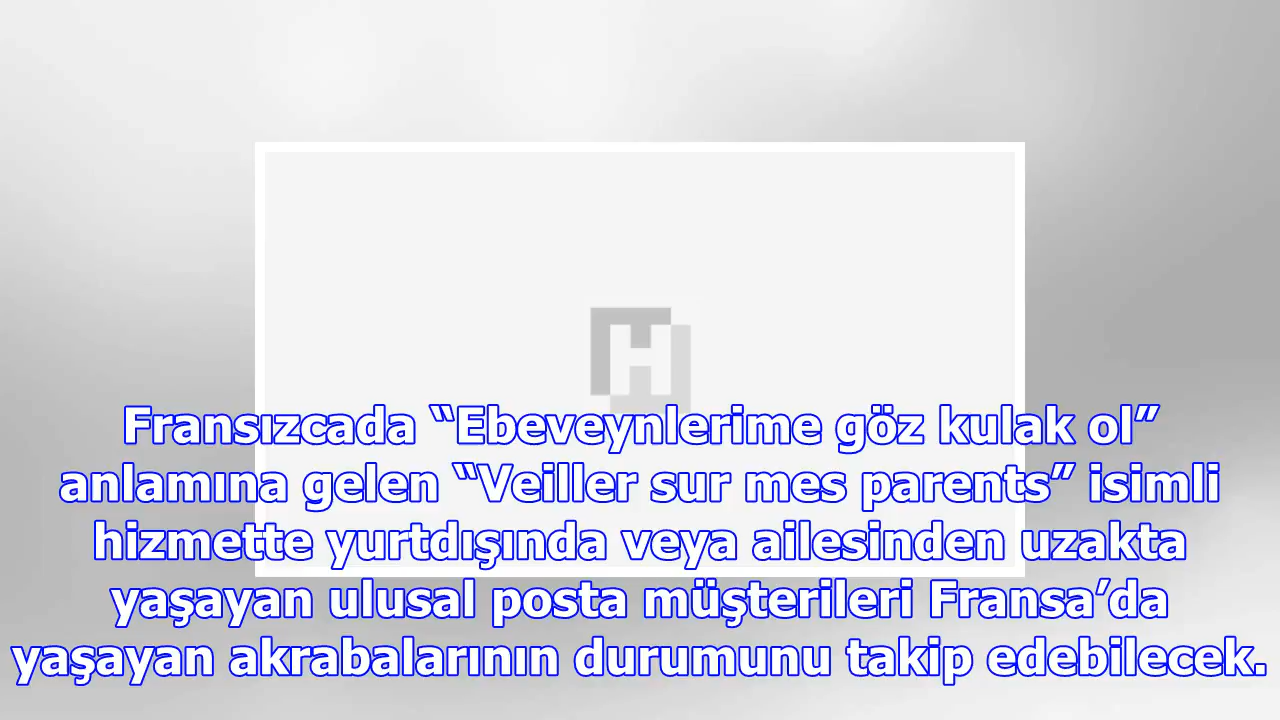 H
Fransızcada “Ebeveynlerime göz kulak ol”
anlamına gelen “Veiller sur mes parents” isimli
hizmette yurtdışında veya ailesinden uzakta
yaşayan ulusal posta müşterileri Fransa’da
yaşayan akrabalarının durumunu takip edebilecek.